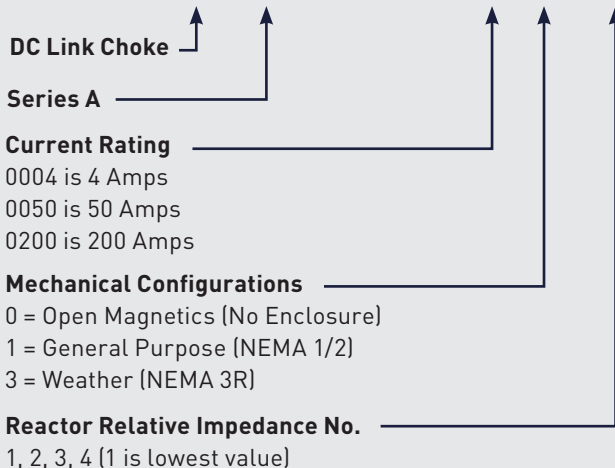 DC Link Choke
Series A
Current Rating
0004 is 4 Amps
0050 is 50 Amps
0200 is 200 Amps
Mechanical Configurations
0 = Open Magnetics (No Enclosure)
1 = General Purpose (NEMA 1/2)
3 = Weather (NEMA 3R)
Reactor Relative Impedance No.
1, 2, 3, 4 (1 is lowest value)